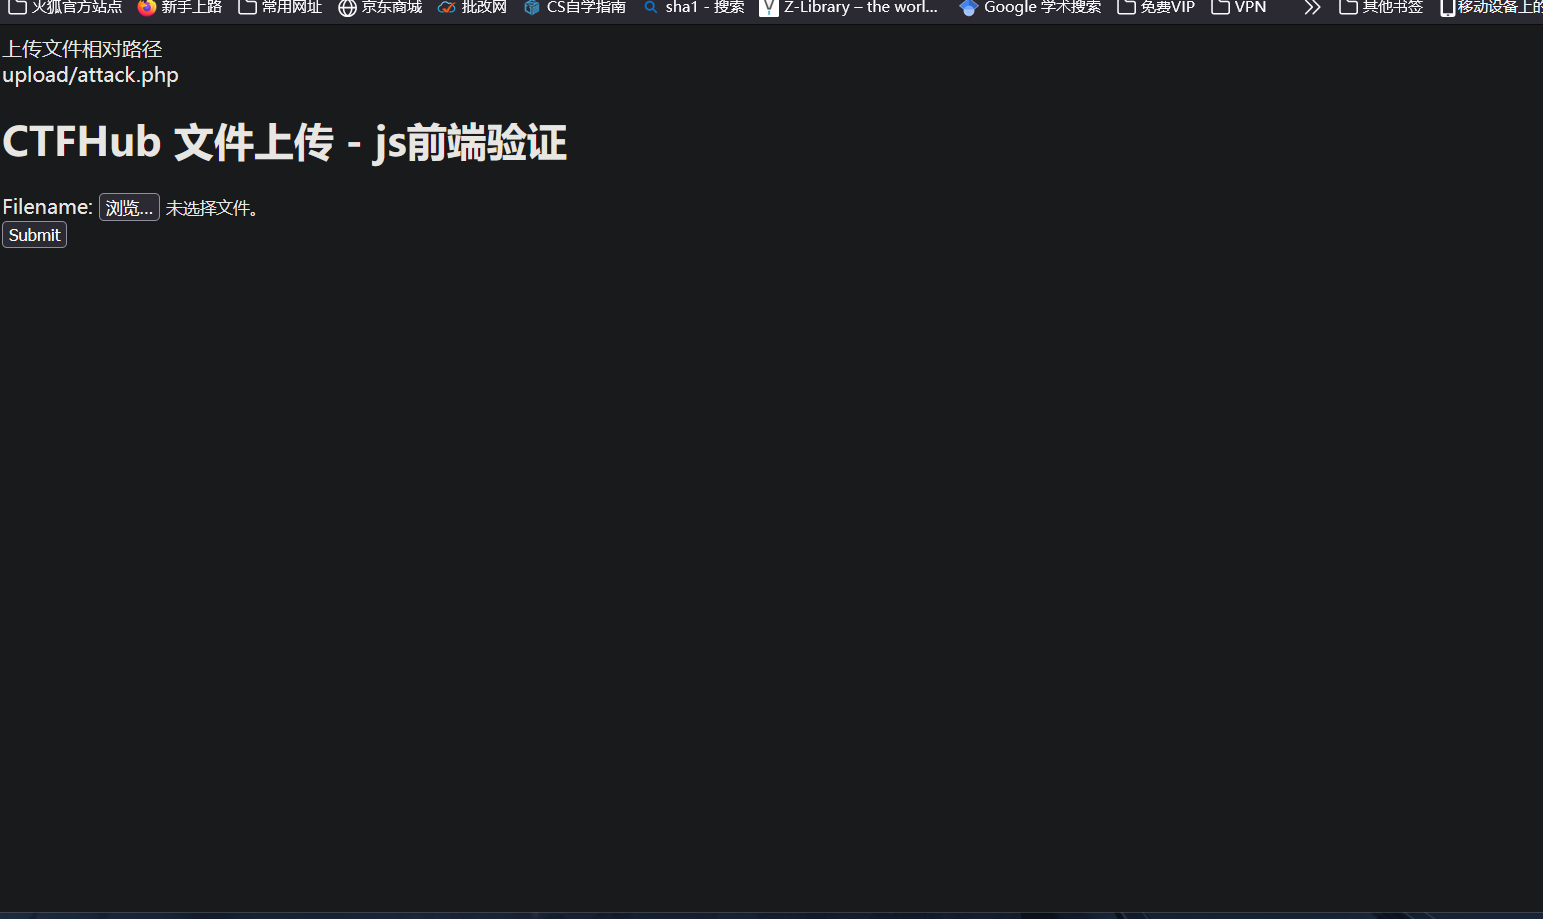 火狐官方站点 新手上路 常用网址 京东商城 批改网 CS自学指南 sha1 - 搜索 Z-Library – the worl... Google 学术搜索 免费VIP VPN 其他书签 移动设备上的
上传文件相对路径
upload/attack.php
CTFHub 文件上传 - js前端验证
Filename: 浏览... 未选择文件。
Submit